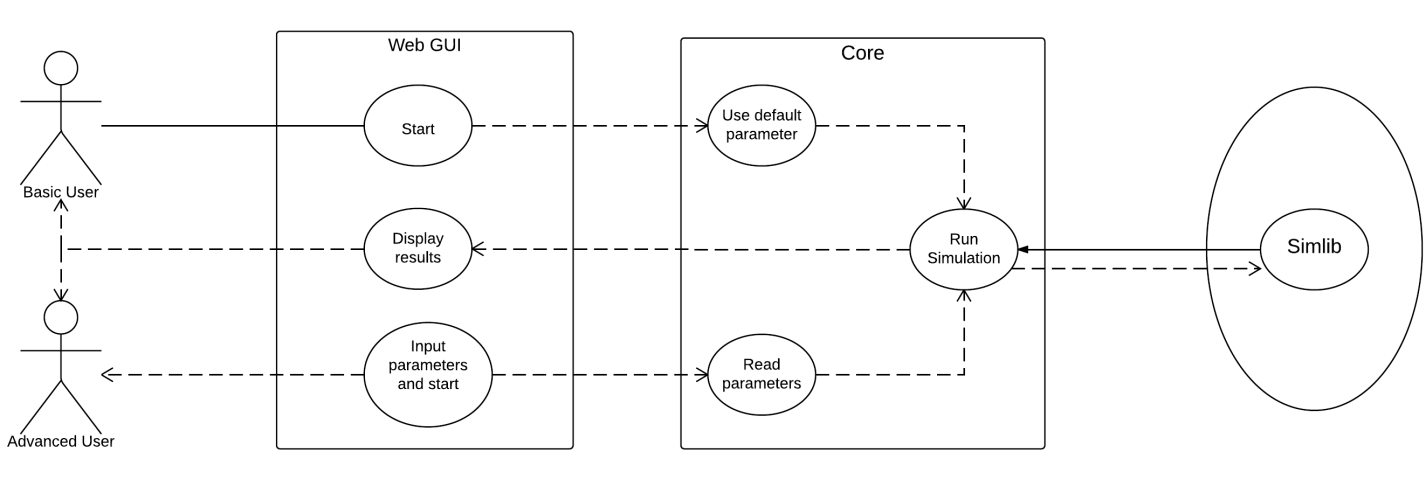 Web GUI
Core
Start
Use default
parameter
Basic User
Display
results
Run
Simulation
Simlib
Input
parameters
and start
Read
parameters
Advanced User